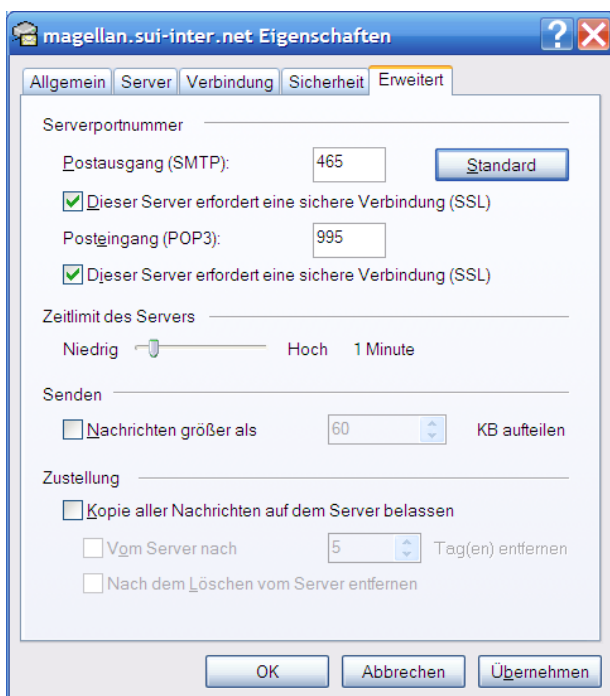 magellan.sui-inter.net Eigenschaften
Allgemein Server Verbindung Sicherheit Erweitert
Serverportnummer
Postausgang (SMTP): 465 Standard
Dieser Server erfordert eine sichere Verbindung (SSL)
Posteingang (POP3): 995
Dieser Server erfordert eine sichere Verbindung (SSL)
Zeitlimit des Servers
Niedrig Hoch 1 Minute
Senden
Nachrichten größer als 60 KB aufteilen
Zustellung
Kopie aller Nachrichten auf dem Server belassen
Vom Server nach 5 Tag(en) entfernen
Nach dem Löschen vom Server entfernen
OK Abbrechen Übernehmen